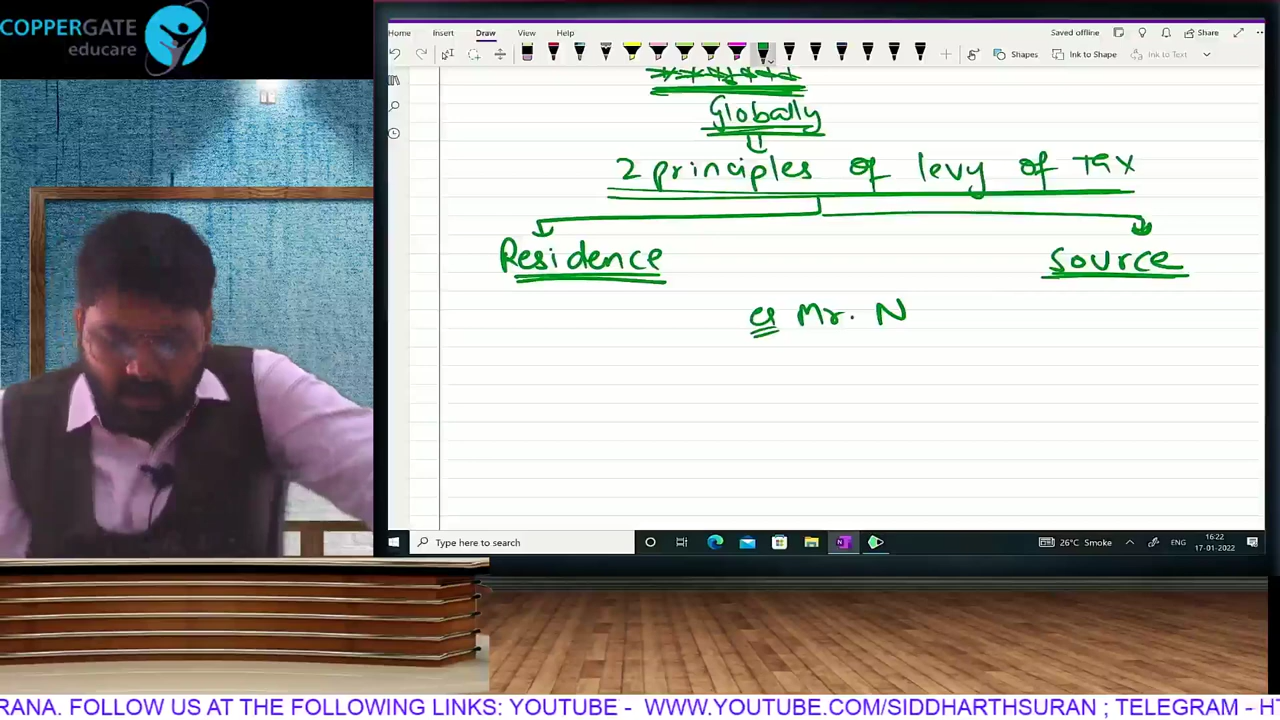 COPPERGATE
educare
Home Insert Draw View Help
Saved offline
Share
Shapes
Ink to Shape
Ink to Text
Globally
2 principles of levy of Tax
Residence
Source
eg Mr. N
Type here to search
26°C Smoke
ENG
16:22
17-01-2022
RANA. FOLLOW US AT THE FOLLOWING LINKS: YOUTUBE - WWW.YOUTUBE.COM/SIDDHARTHSURAN ; TELEGRAM - H